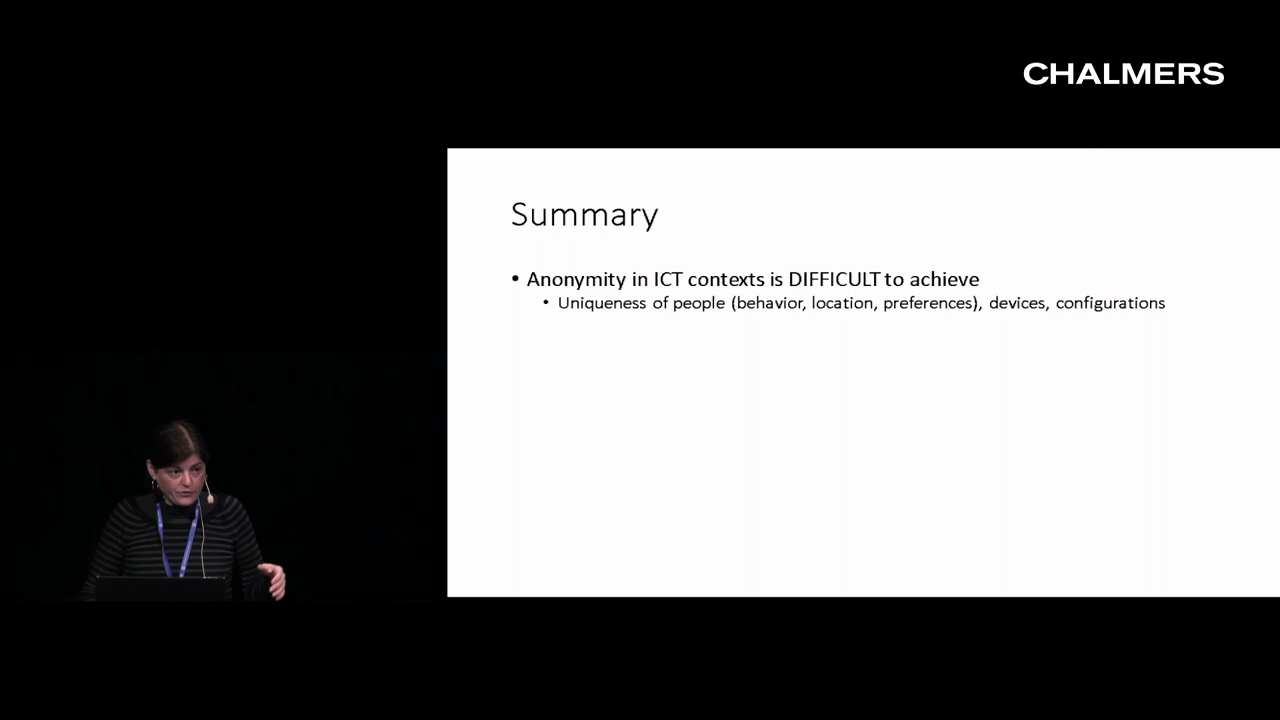 CHALMERS
Summary
• Anonymity in ICT contexts is DIFFICULT to achieve
• Uniqueness of people (behavior, location, preferences), devices, configurations